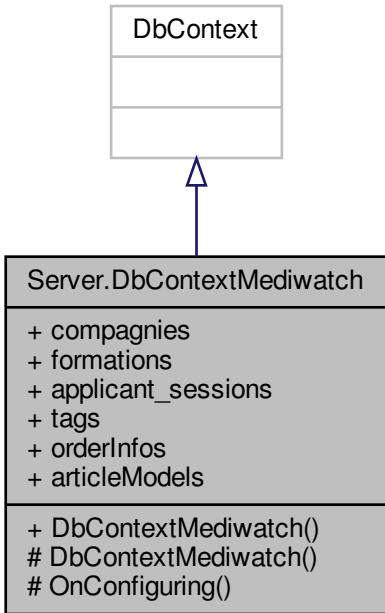 DbContext
Server.DbContextMediwatch
+ compagnies
+ formations
+ applicant_sessions
+ tags
+ orderInfos
+ articleModels
+ DbContextMediwatch()
# DbContextMediwatch()
# OnConfiguring()